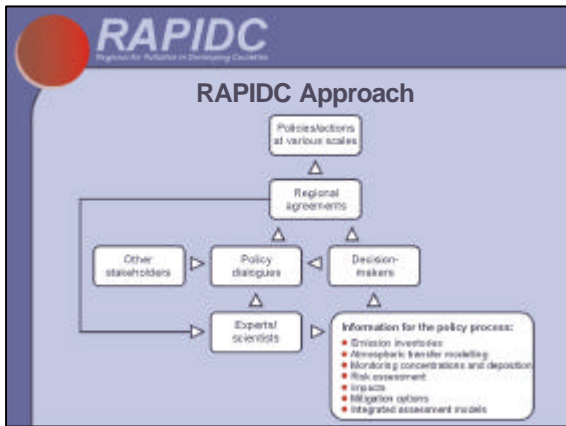 RAPIDC
Regional Air Pollution in Developing Countries
RAPIDC Approach
Policies/actions
at various scales
Regional
agreements
Other
stakeholders
Policy
dialogues
Decision-
makers
Experts/
scientists
Information for the policy process:
Emission inventories
Atmospheric transfer modelling
Monitoring concentrations and deposition
Risk assessment
Impacts
Mitigation options
Integrated assessment models